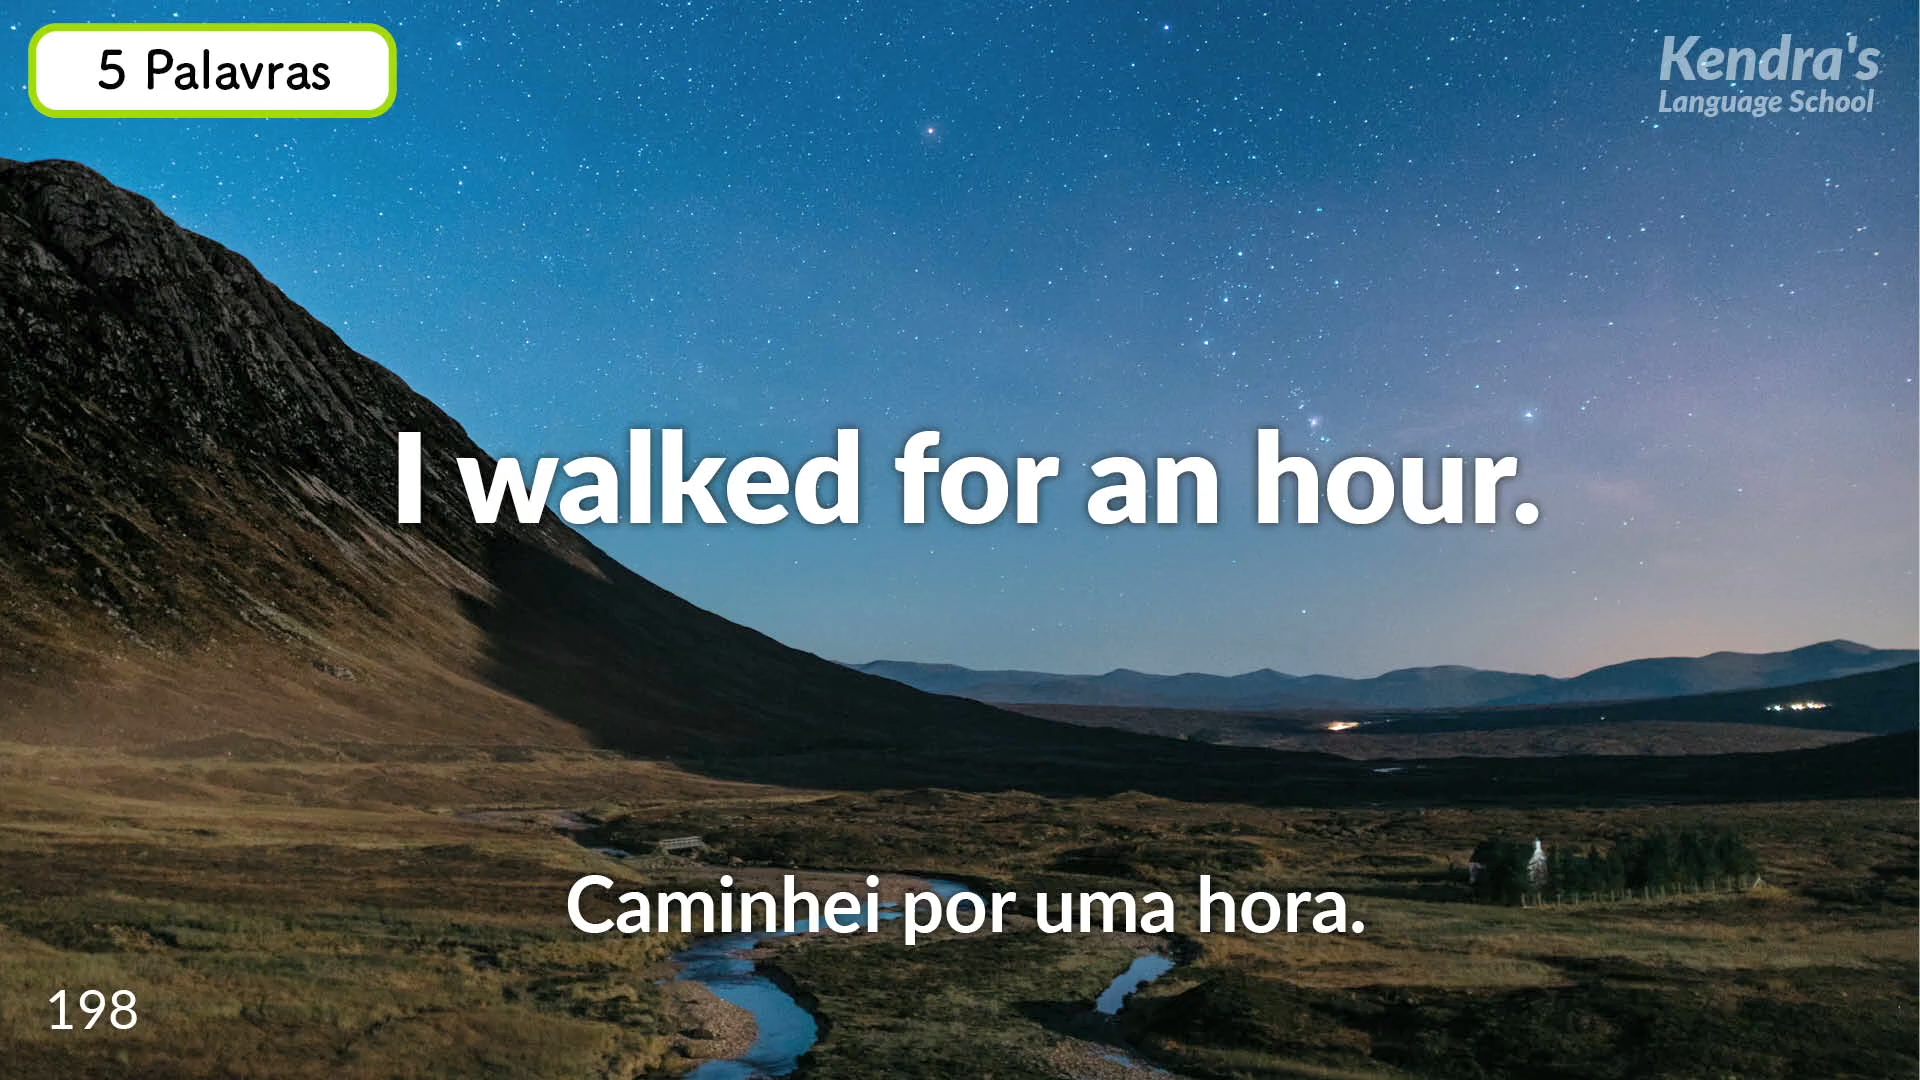 5 Palavras
Kendra's
Language School
I walked for an hour.
Caminhei por uma hora.
198